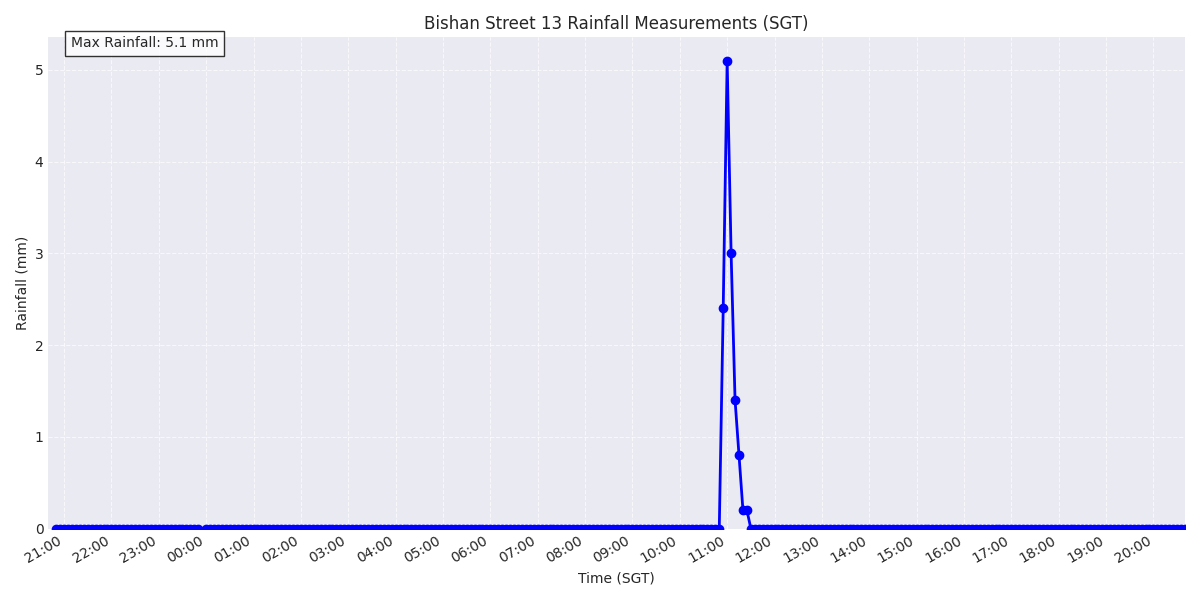 Bishan Street 13 Rainfall Measurements (SGT)
Max Rainfall: 5.1 mm
5
4
3
2
1
0
Rainfall (mm)
21:00 22:00 23:00 00:00 01:00 02:00 03:00 04:00 05:00 06:00 07:00 08:00 09:00 10:00 11:00 12:00 13:00 14:00 15:00 16:00 17:00 18:00 19:00 20:00
Time (SGT)